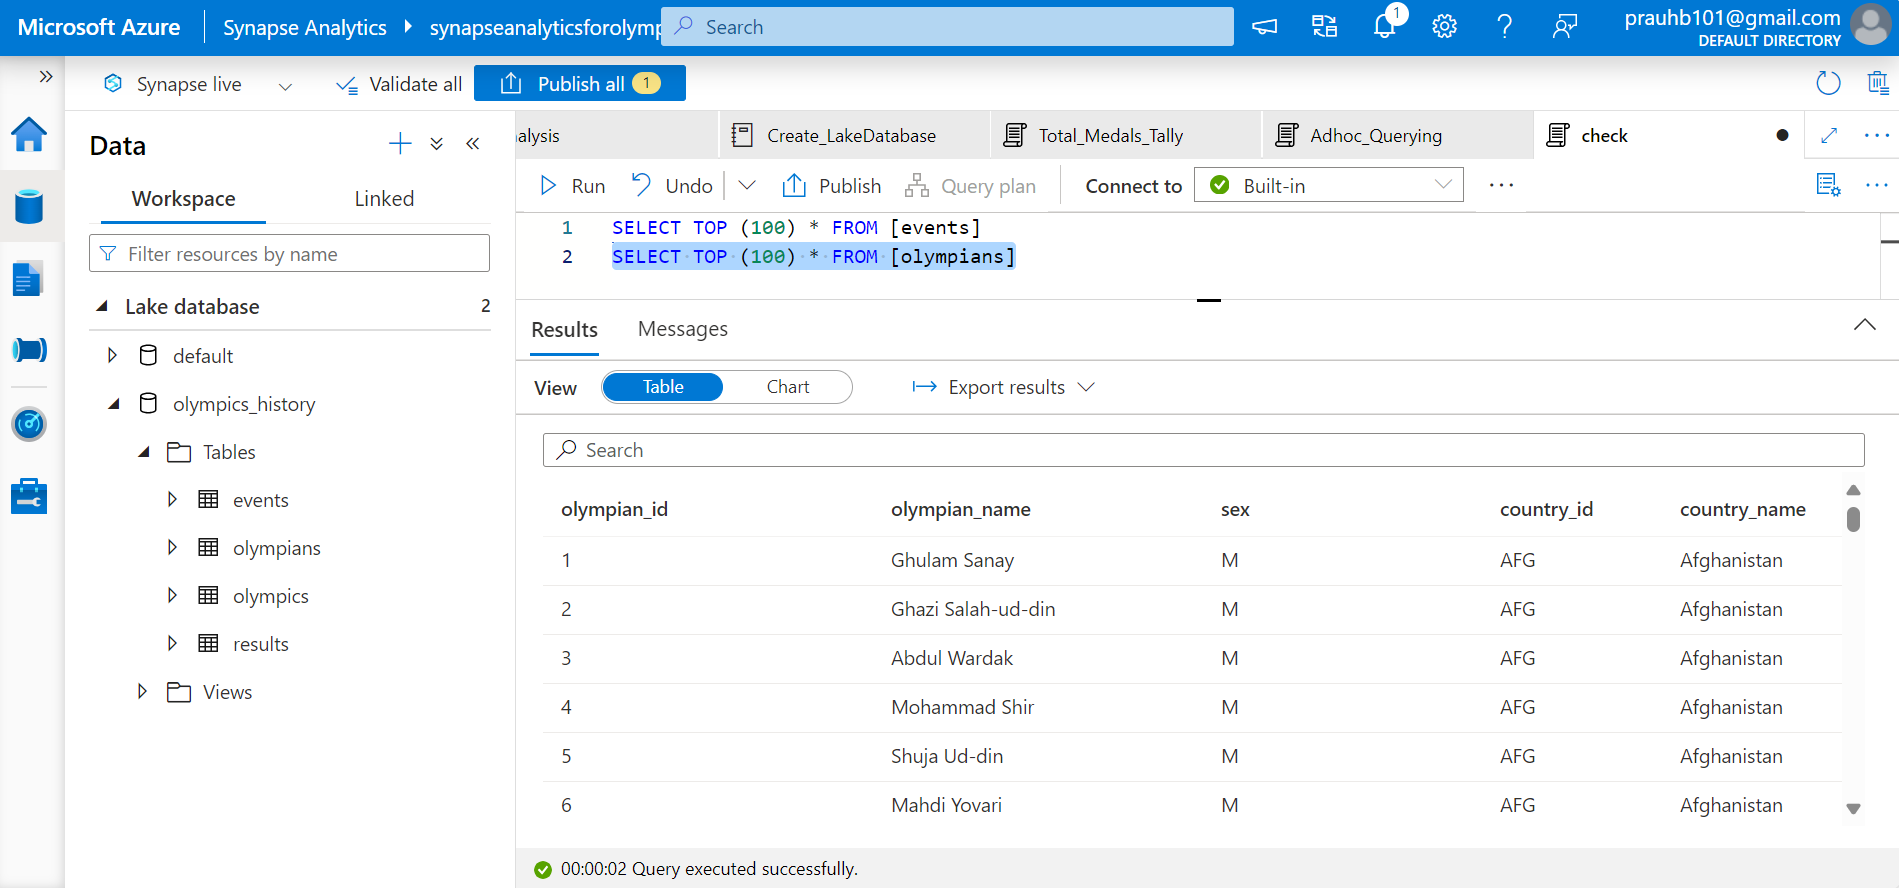 Microsoft Azure
Synapse Analytics
synapseanalyticsforolymp
Search
1
prauhb101@gmail.com
DEFAULT DIRECTORY
Synapse live
Validate all
Publish all 1
Data
Workspace
Linked
Filter resources by name
Lake database 2
default
olympics_history
Tables
events
olympians
olympics
results
Views
alysis
Create_LakeDatabase
Total_Medals_Tally
Adhoc_Querying
check
Run
Undo
Publish
Query plan
Connect to
Built-in
1 SELECT TOP (100) * FROM [events]
2 SELECT TOP (100) * FROM [olympians]
Results
Messages
View
Table
Chart
Export results
Search
olympian_id olympian_name sex country_id country_name
1 Ghulam Sanay M AFG Afghanistan
2 Ghazi Salah-ud-din M AFG Afghanistan
3 Abdul Wardak M AFG Afghanistan
4 Mohammad Shir M AFG Afghanistan
5 Shuja Ud-din M AFG Afghanistan
6 Mahdi Yovari M AFG Afghanistan
00:00:02 Query executed successfully.